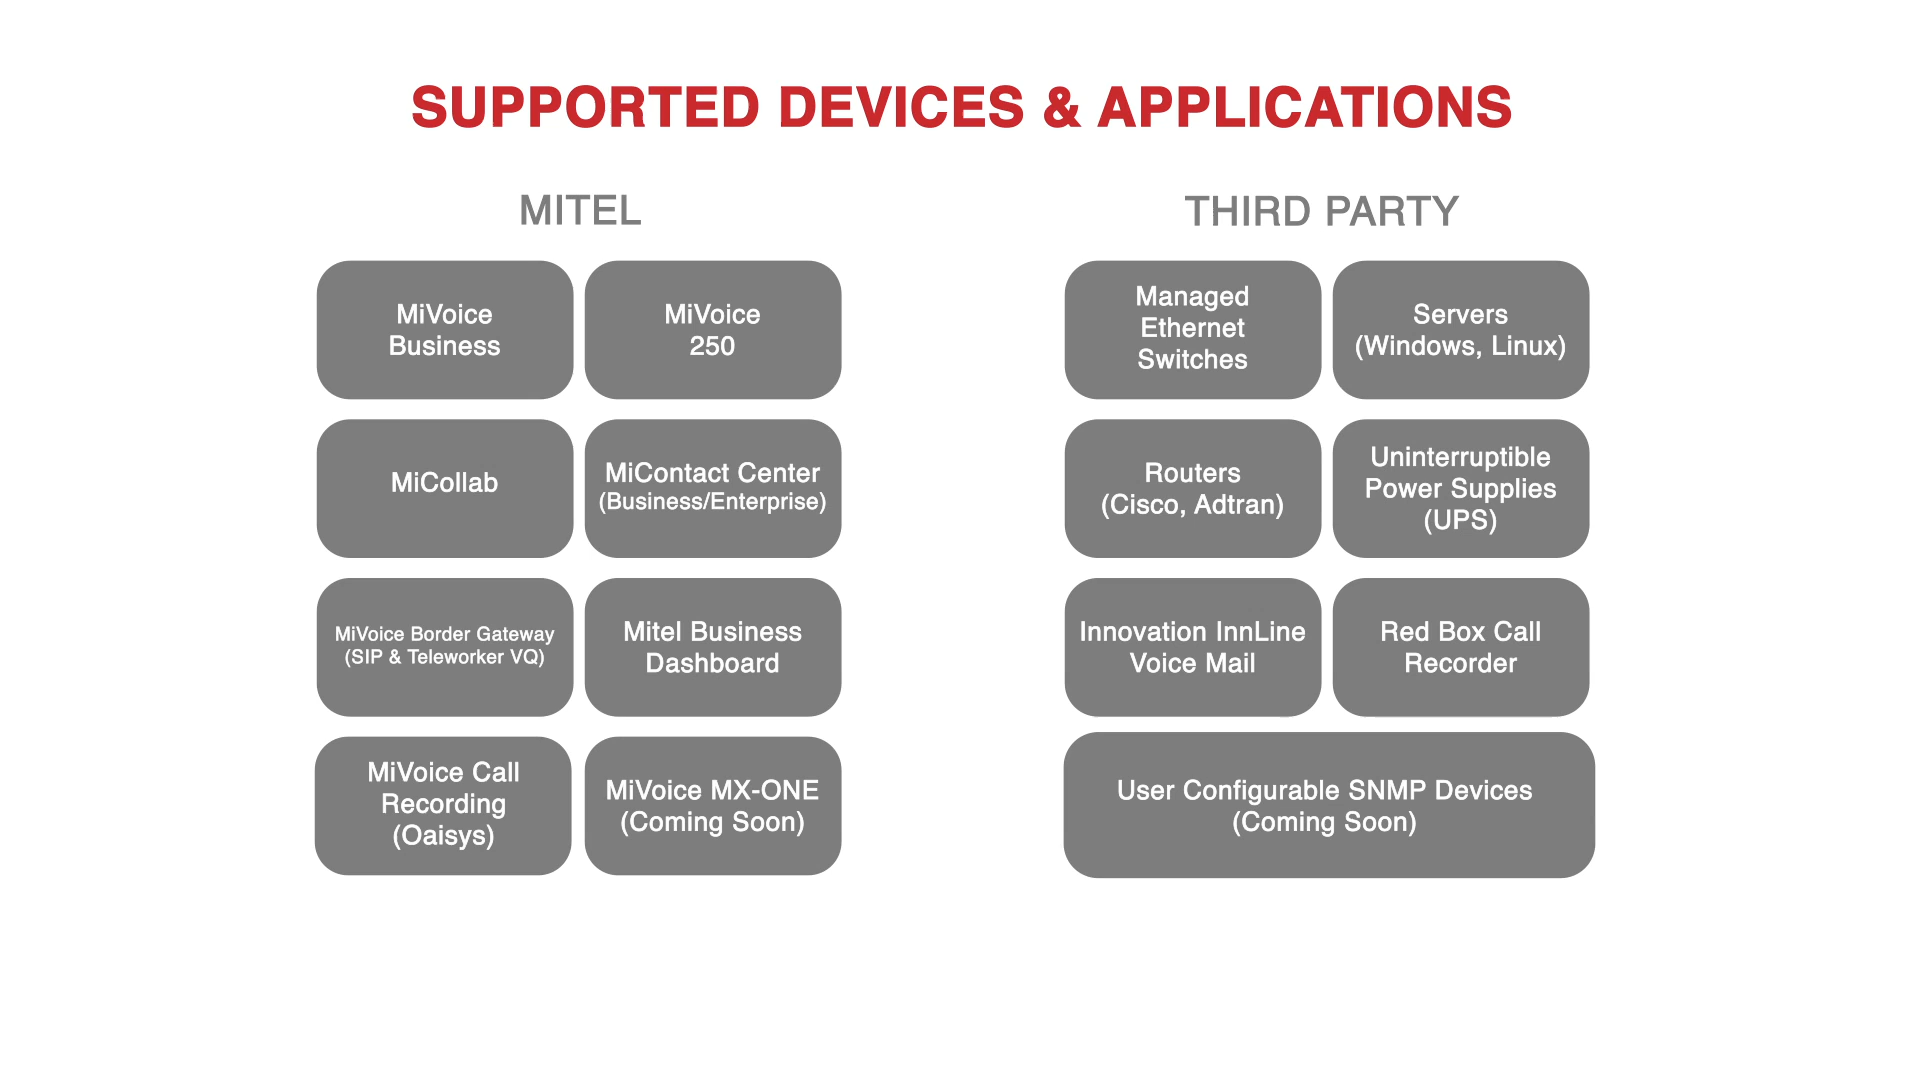 SUPPORTED DEVICES & APPLICATIONS
MITEL
MiVoice
Business
MiVoice
250
MiCollab
MiContact Center
(Business/Enterprise)
MiVoice Border Gateway
(SIP & Teleworker VQ)
Mitel Business
Dashboard
MiVoice Call
Recording
(Oaisys)
MiVoice MX-ONE
(Coming Soon)
THIRD PARTY
Managed
Ethernet
Switches
Servers
(Windows, Linux)
Routers
(Cisco, Adtran)
Uninterruptible
Power Supplies
(UPS)
Innovation InnLine
Voice Mail
Red Box Call
Recorder
User Configurable SNMP Devices
(Coming Soon)